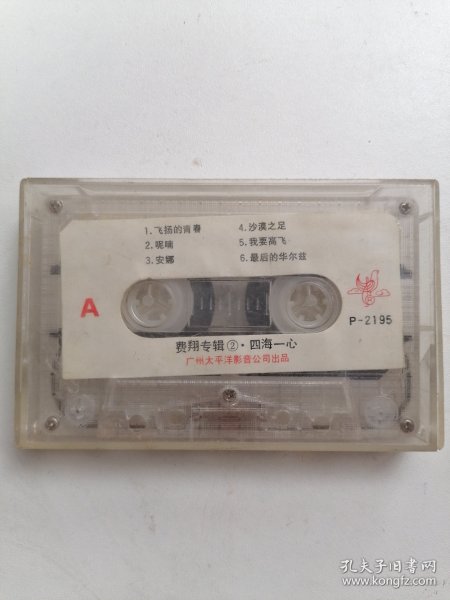 1.飞扬的青春
2.呢喃
3.安娜
4.沙漠之足
5.我要高飞
6.最后的华尔兹
A
P-2195
费翔专辑②·四海一心
广州太平洋影音公司出品
孔夫子旧书网
www.kongfz.com